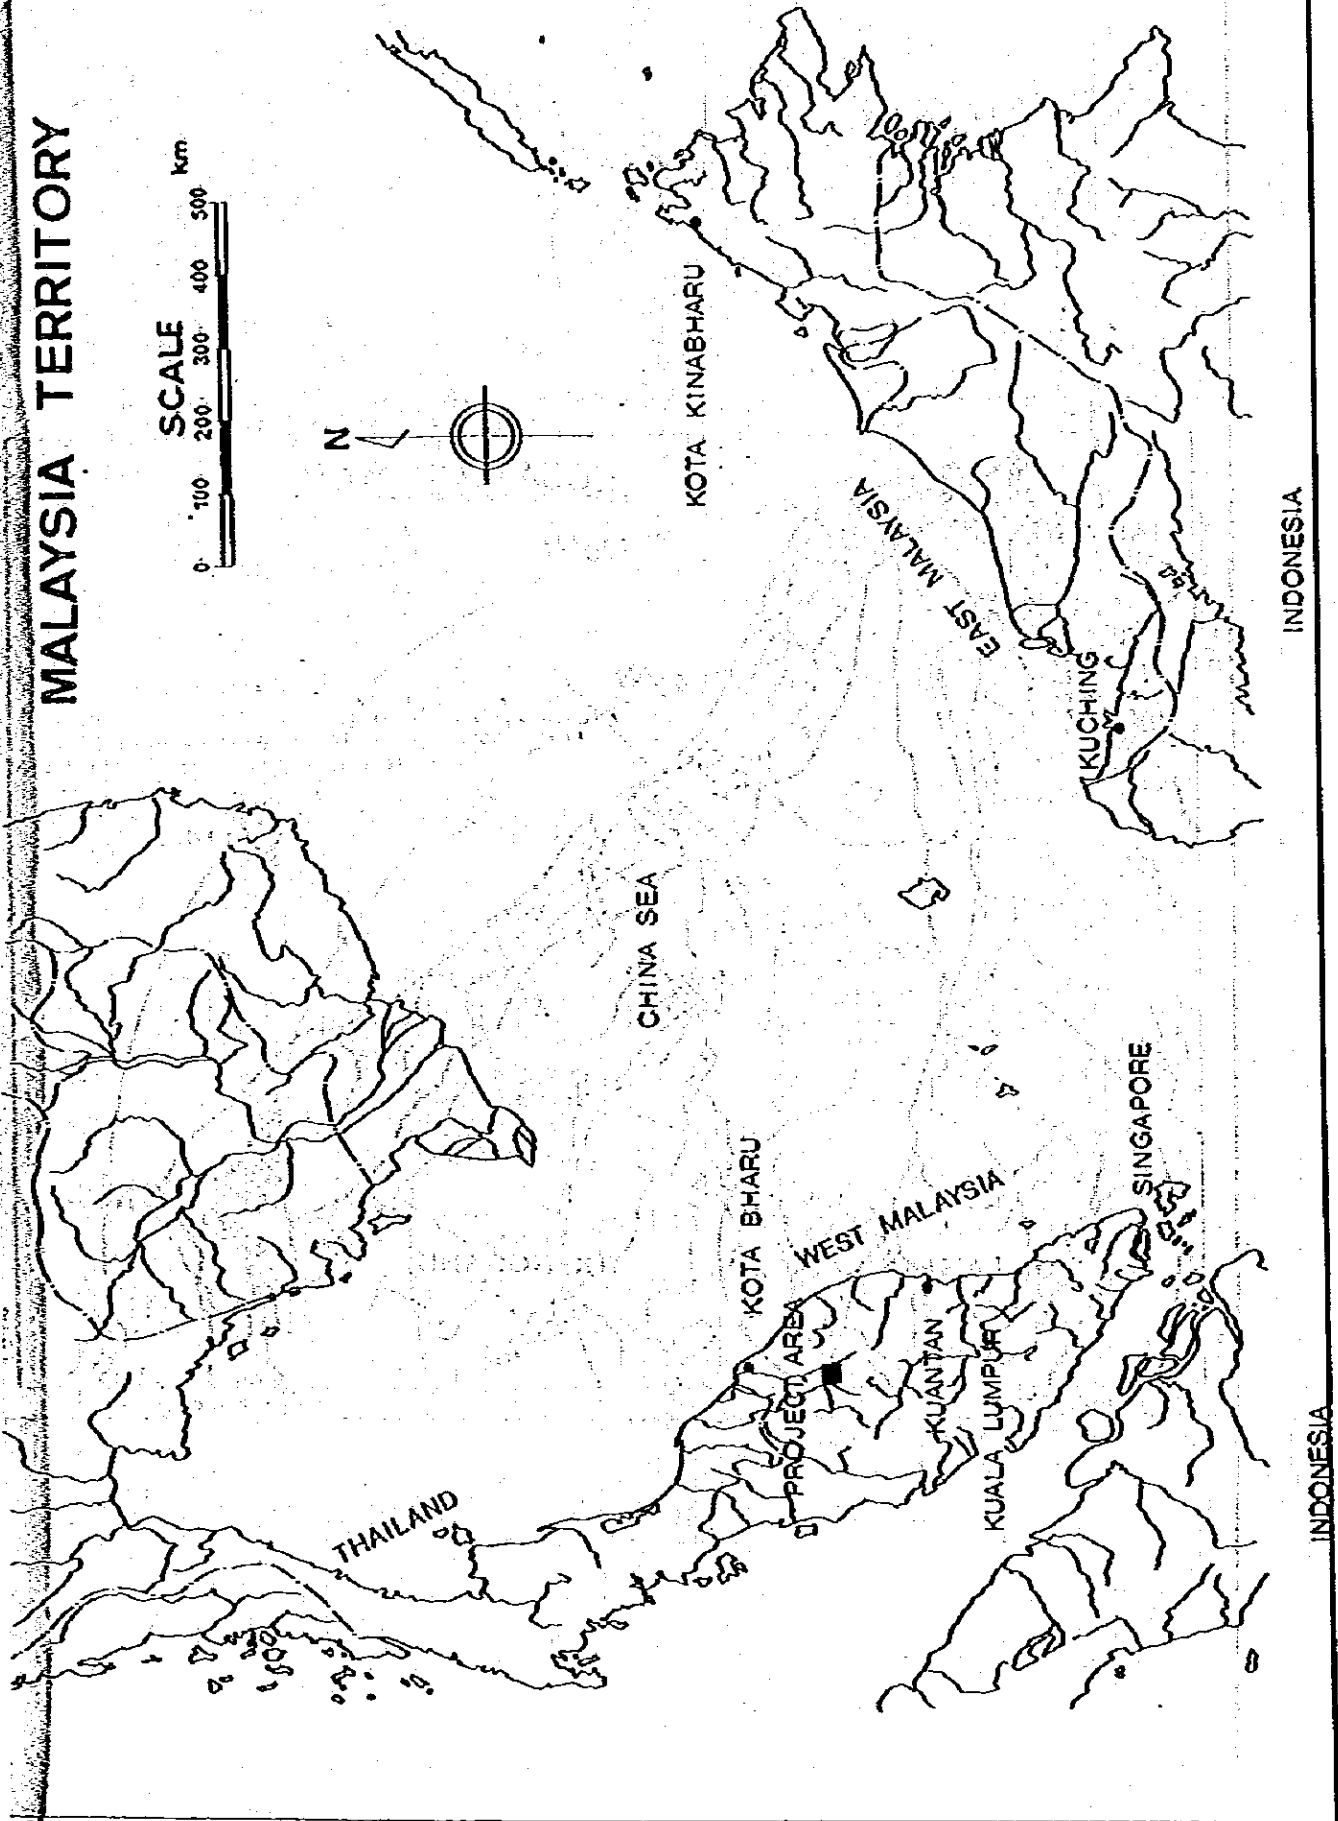 MALAYSIA TERRITORY
SCALE
0 100 200 300 400 500 km
N
THAILAND
CHINA SEA
KOTA KINABHARU
KOTA BHARU
PROJECT AREA
WEST MALAYSIA
EAST MALAYSIA
KUANTAN
KUALA LUMPUR
SINGAPORE
KUCHING
INDONESIA
INDONESIA